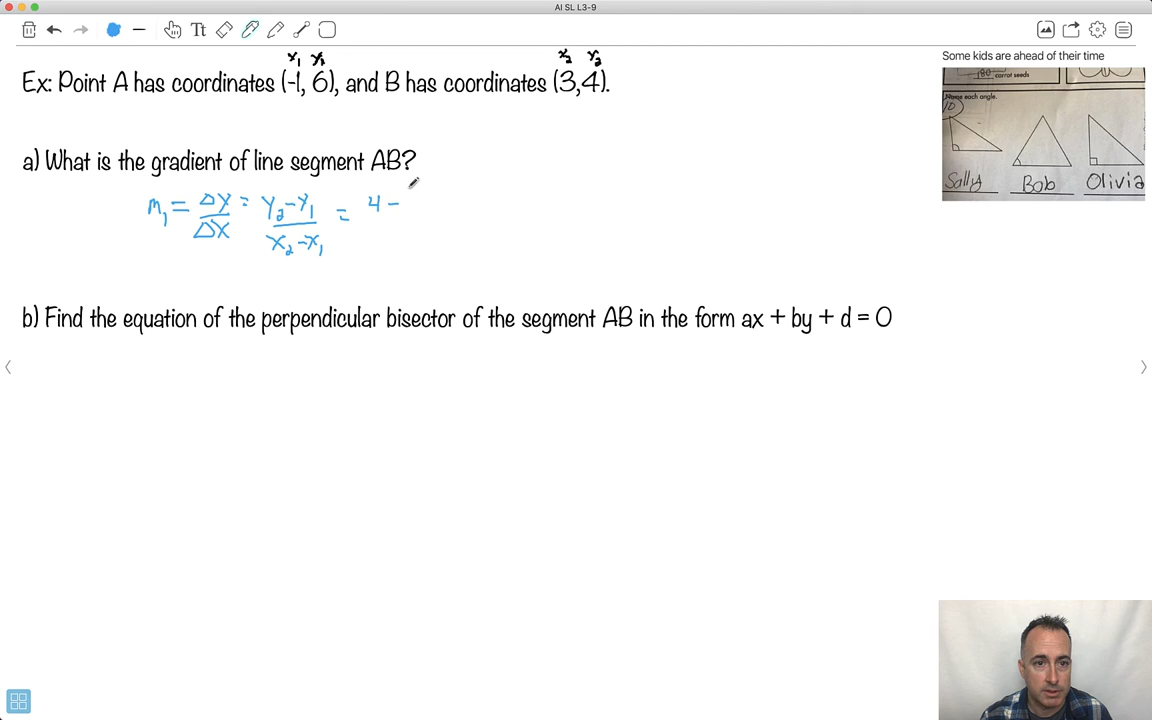 AI SL L3-9
Tt
Some kids are ahead of their time
x₁ y₁ x₂ y₂
Ex: Point A has coordinates (-1, 6), and B has coordinates (3,4).
180 carrot seeds
Name each angle.
10
Sally Bob Olivia
a) What is the gradient of line segment AB?
m₁ = Δy/Δx = y₂-y₁/x₂-x₁ = 4 -
b) Find the equation of the perpendicular bisector of the segment AB in the form ax + by + d = 0